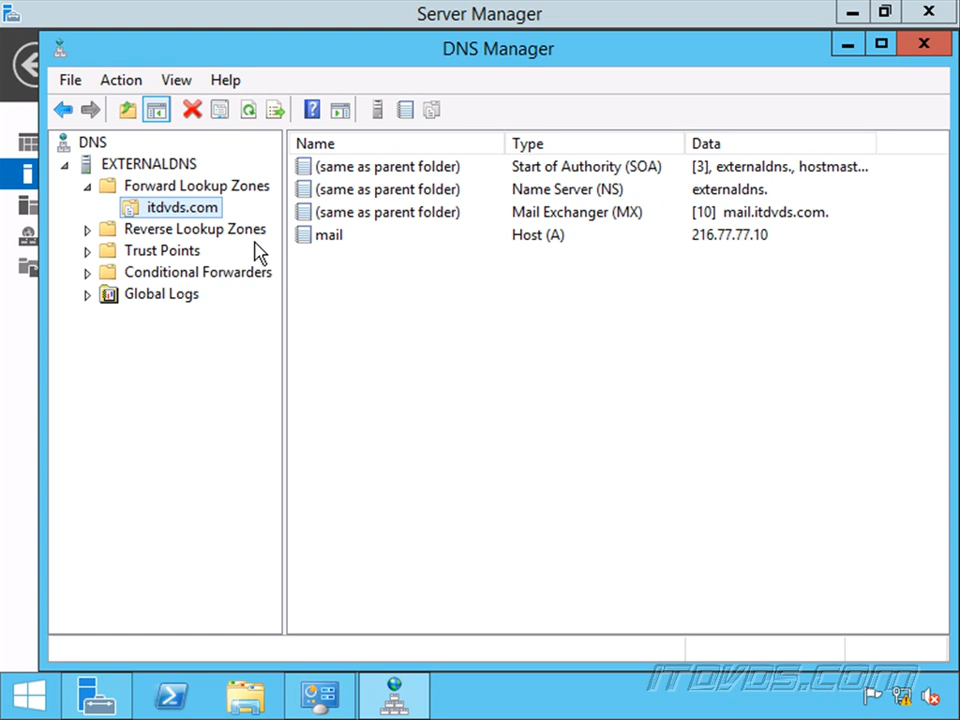 Server Manager
DNS Manager
File Action View Help
DNS
EXTERNALDNS
Forward Lookup Zones
itdvds.com
Reverse Lookup Zones
Trust Points
Conditional Forwarders
Global Logs
Name Type Data
(same as parent folder) Start of Authority (SOA) [3], externaldns., hostmast...
(same as parent folder) Name Server (NS) externaldns.
(same as parent folder) Mail Exchanger (MX) [10] mail.itdvds.com.
mail Host (A) 216.77.77.10
ITDVDS.COM